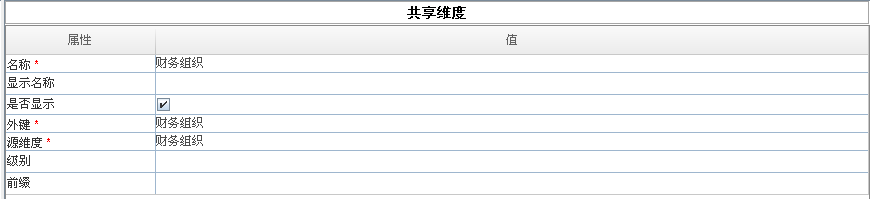 共享维度
属性 值
名称 * 财务组织
显示名称
是否显示
外键 * 财务组织
源维度 * 财务组织
级别
前缀